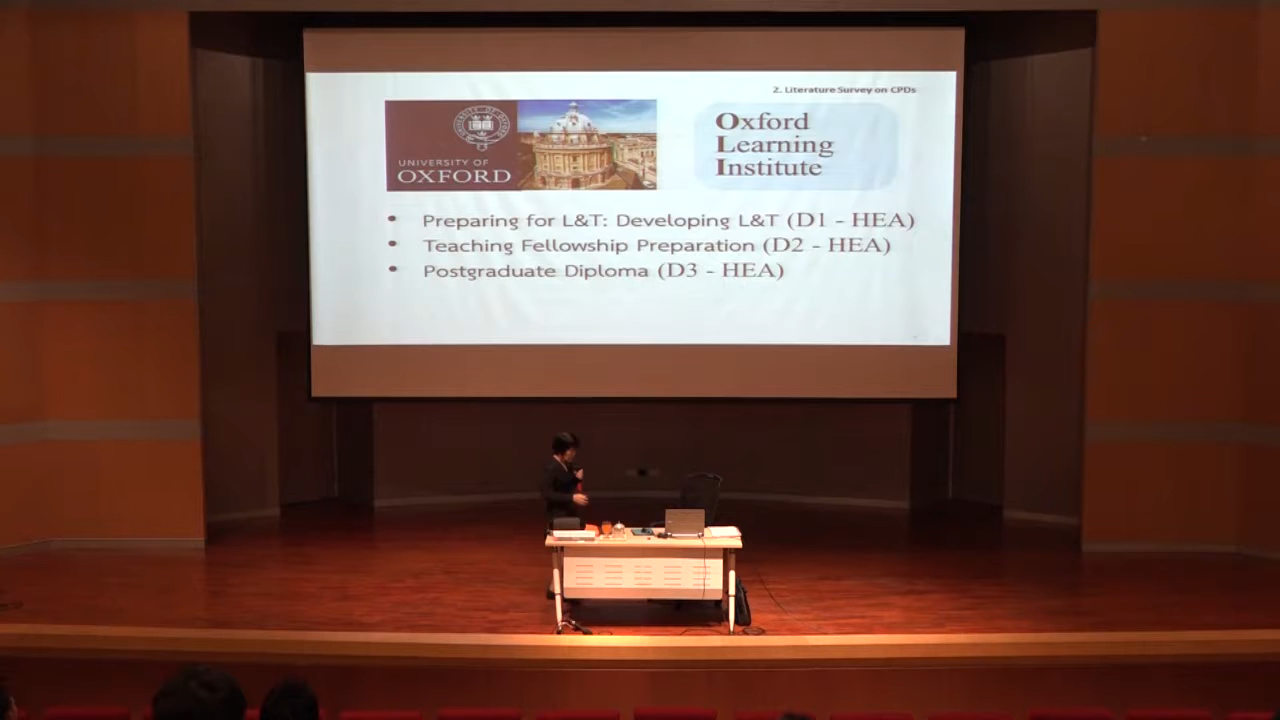 2. Literature Survey on CPDs
UNIVERSITY OF
OXFORD
Oxford
Learning
Institute
• Preparing for L&T: Developing L&T (D1 - HEA)
• Teaching Fellowship Preparation (D2 - HEA)
• Postgraduate Diploma (D3 - HEA)